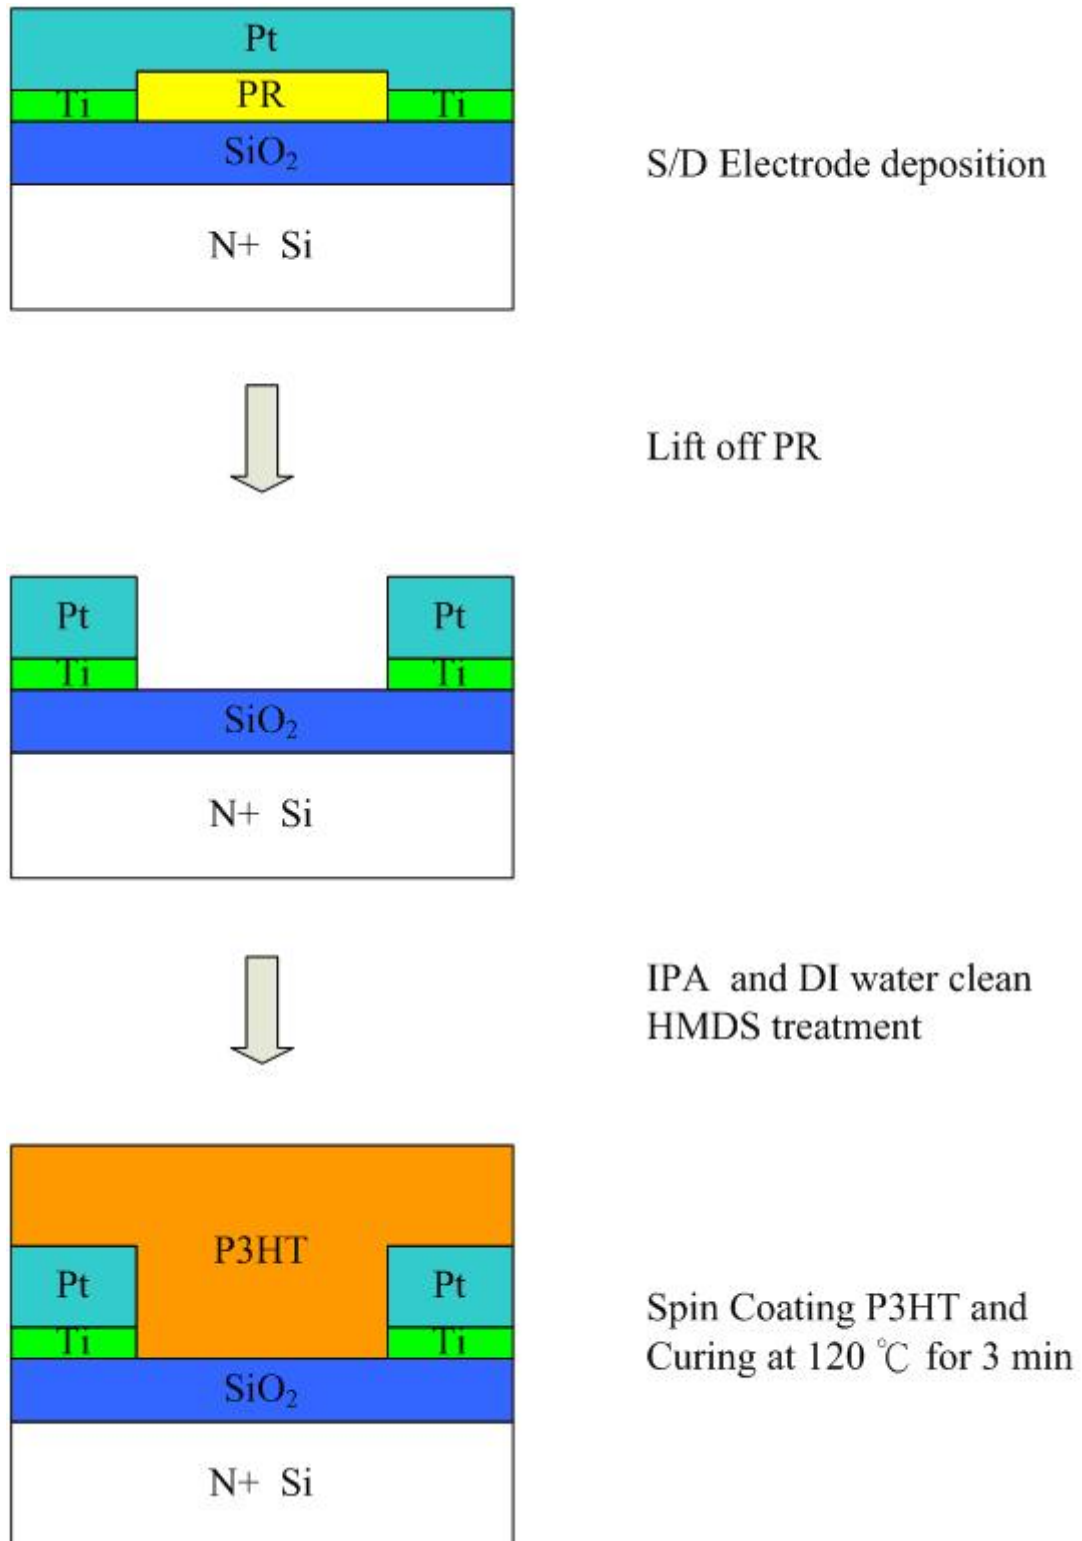 Pt
Ti PR Ti
SiO₂
N+ Si
S/D Electrode deposition
Lift off PR
Pt Pt
Ti Ti
SiO₂
N+ Si
IPA and DI water clean
HMDS treatment
P3HT
Pt Pt
Ti Ti
SiO₂
N+ Si
Spin Coating P3HT and
Curing at 120 ℃ for 3 min